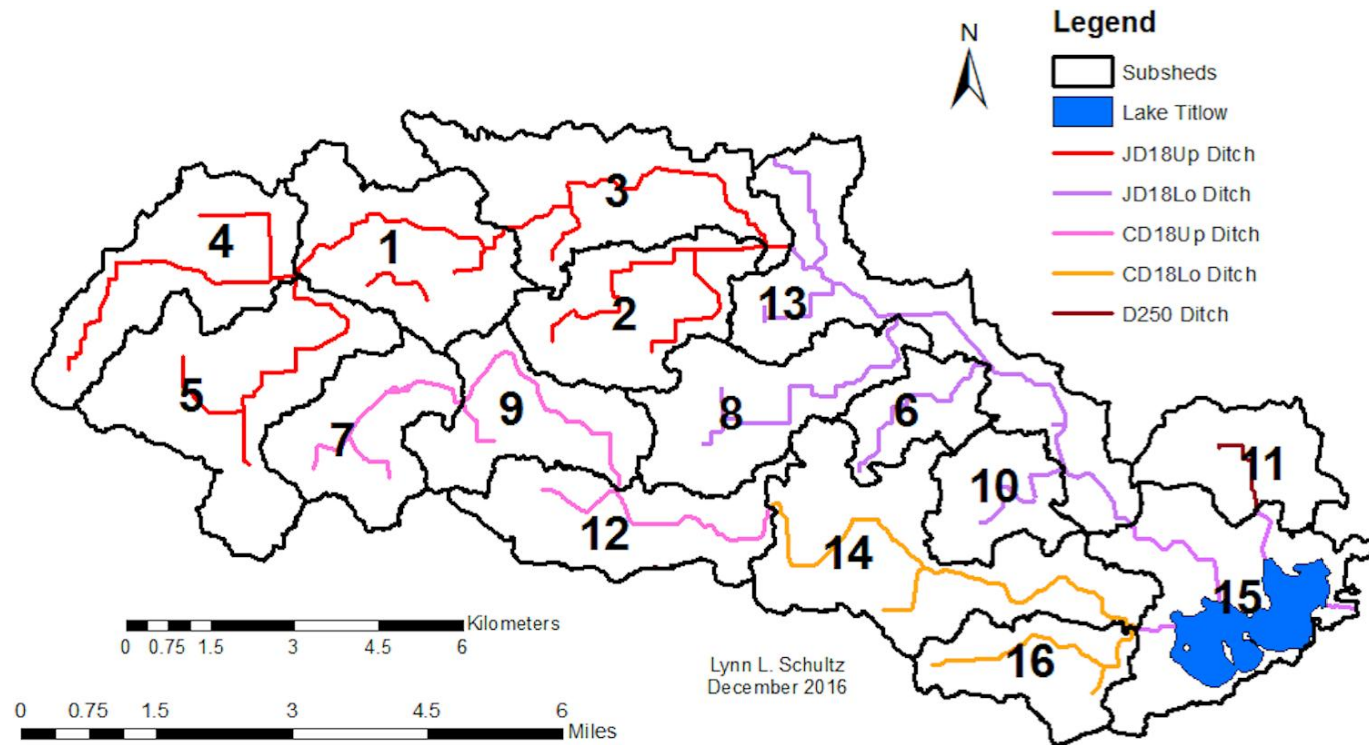 Legend
N
Subsheds
Lake Titlow
JD18Up Ditch
JD18Lo Ditch
CD18Up Ditch
CD18Lo Ditch
D250 Ditch
3
4
1
2
13
5
9
8
6
7
11
10
12
14
15
16
Kilometers
0 0.75 1.5 3 4.5 6
Lynn L. Schultz
December 2016
0 0.75 1.5 3 4.5 6
Miles